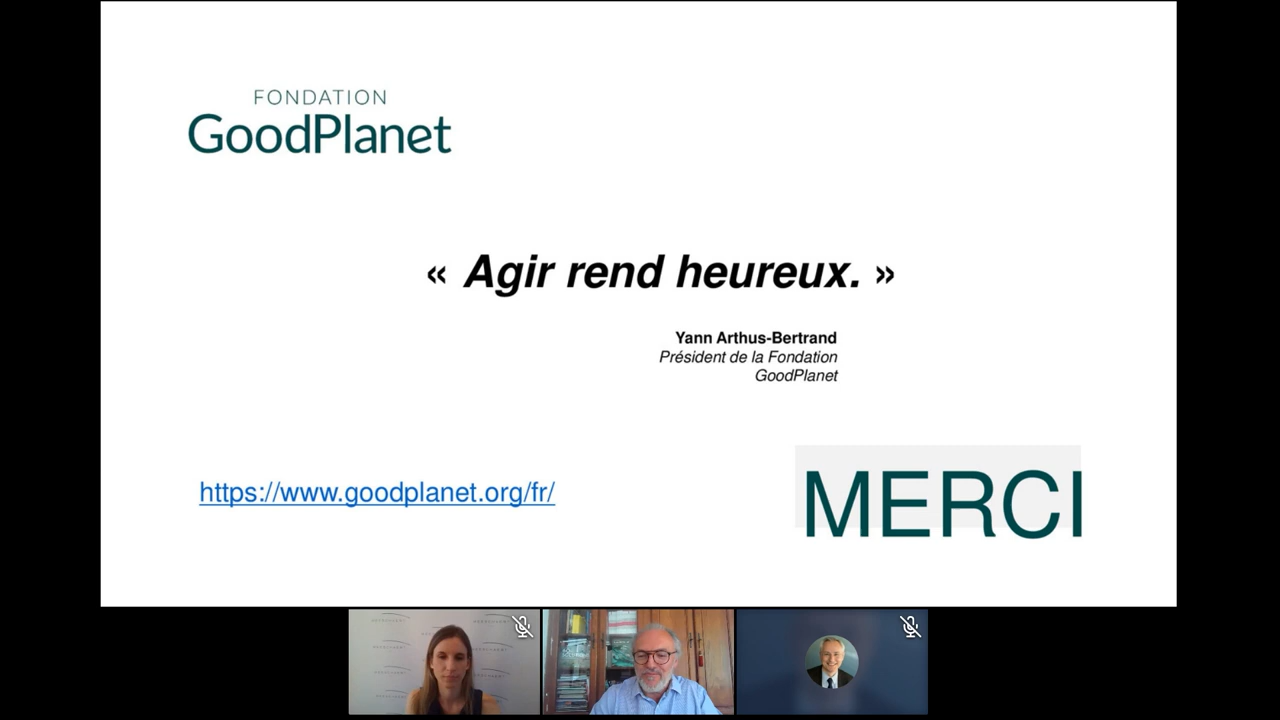 FONDATION
GoodPlanet
« Agir rend heureux. »
Yann Arthus-Bertrand
Président de la Fondation
GoodPlanet
https://www.goodplanet.org/fr/
MERCI